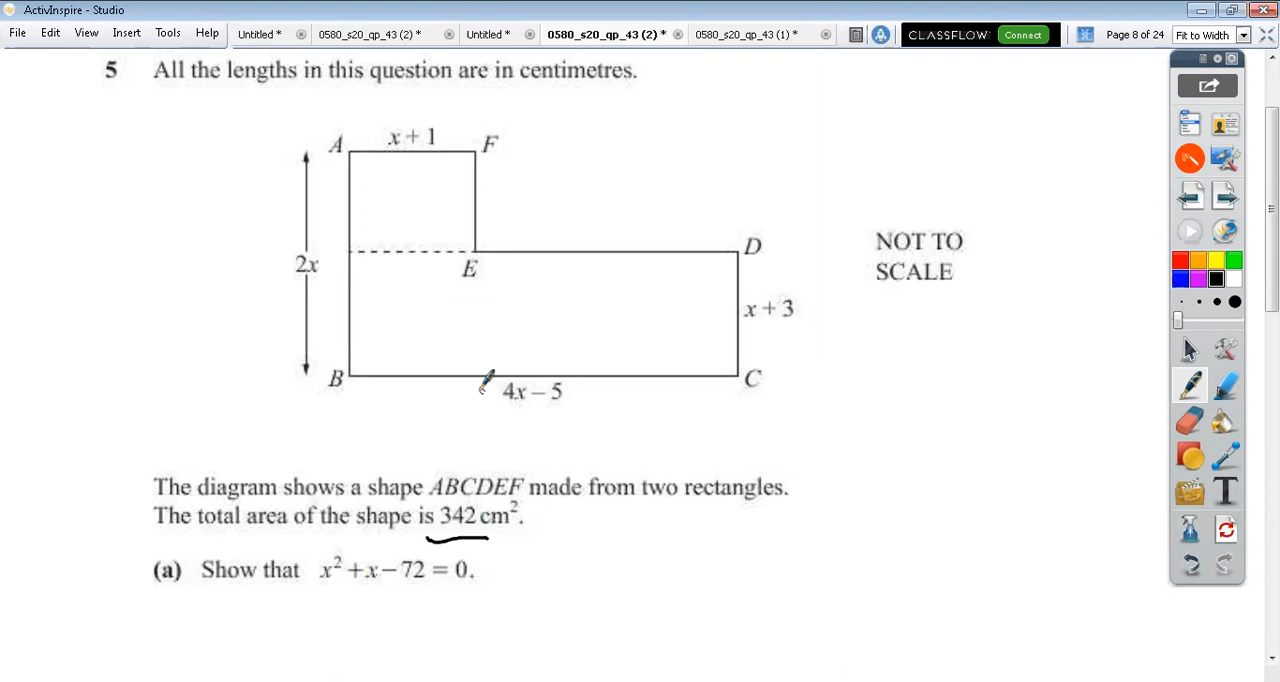 ActivInspire - Studio
File Edit View Insert Tools Help Untitled * 0580_s20_qp_43 (2) * Untitled * 0580_s20_qp_43 (2) * 0580_s20_qp_43 (1) * CLASSFLOW Connect Page 8 of 24 Fit to Width
5 All the lengths in this question are in centimetres.
A x + 1 F
2x
E
D
NOT TO
SCALE
x + 3
B
C
4x – 5
The diagram shows a shape ABCDEF made from two rectangles.
The total area of the shape is 342 cm².
(a) Show that x² + x – 72 = 0.
T